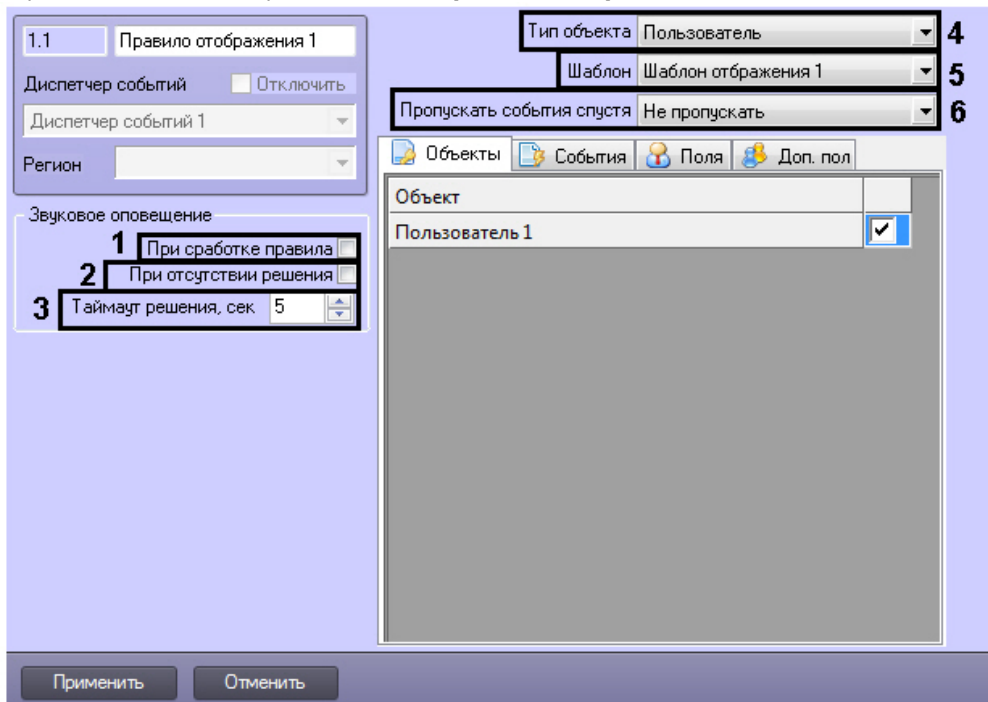 1.1 Правило отображения 1
Диспетчер событий Отключить
Диспетчер событий 1
Регион
Звуковое оповещение
1 При сработке правила
2 При отсутствии решения
3 Таймаут решения, сек 5
Тип объекта Пользователь 4
Шаблон Шаблон отбражения 1 5
Пропускать события спустя Не пропускать 6
Объекты События Поля Доп. пол
Объект
Пользователь 1
Применить Отменить